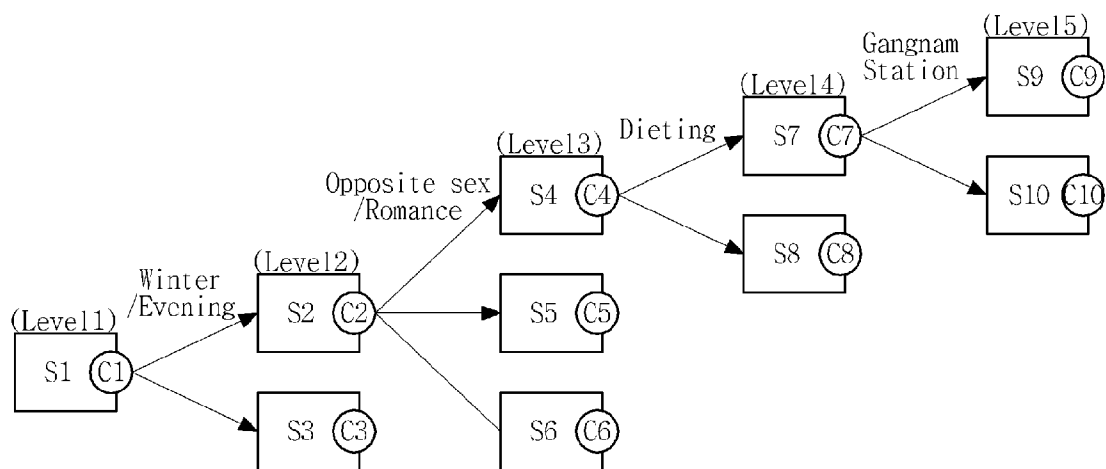 (Level1)
S1
C1
Winter
/Evening
(Level2)
S2
C2
S3
C3
Opposite sex
/Romance
(Level3)
S4
C4
S5
C5
S6
C6
Dieting
(Level4)
S7
C7
S8
C8
Gangnam
Station
(Level5)
S9
C9
S10
C10